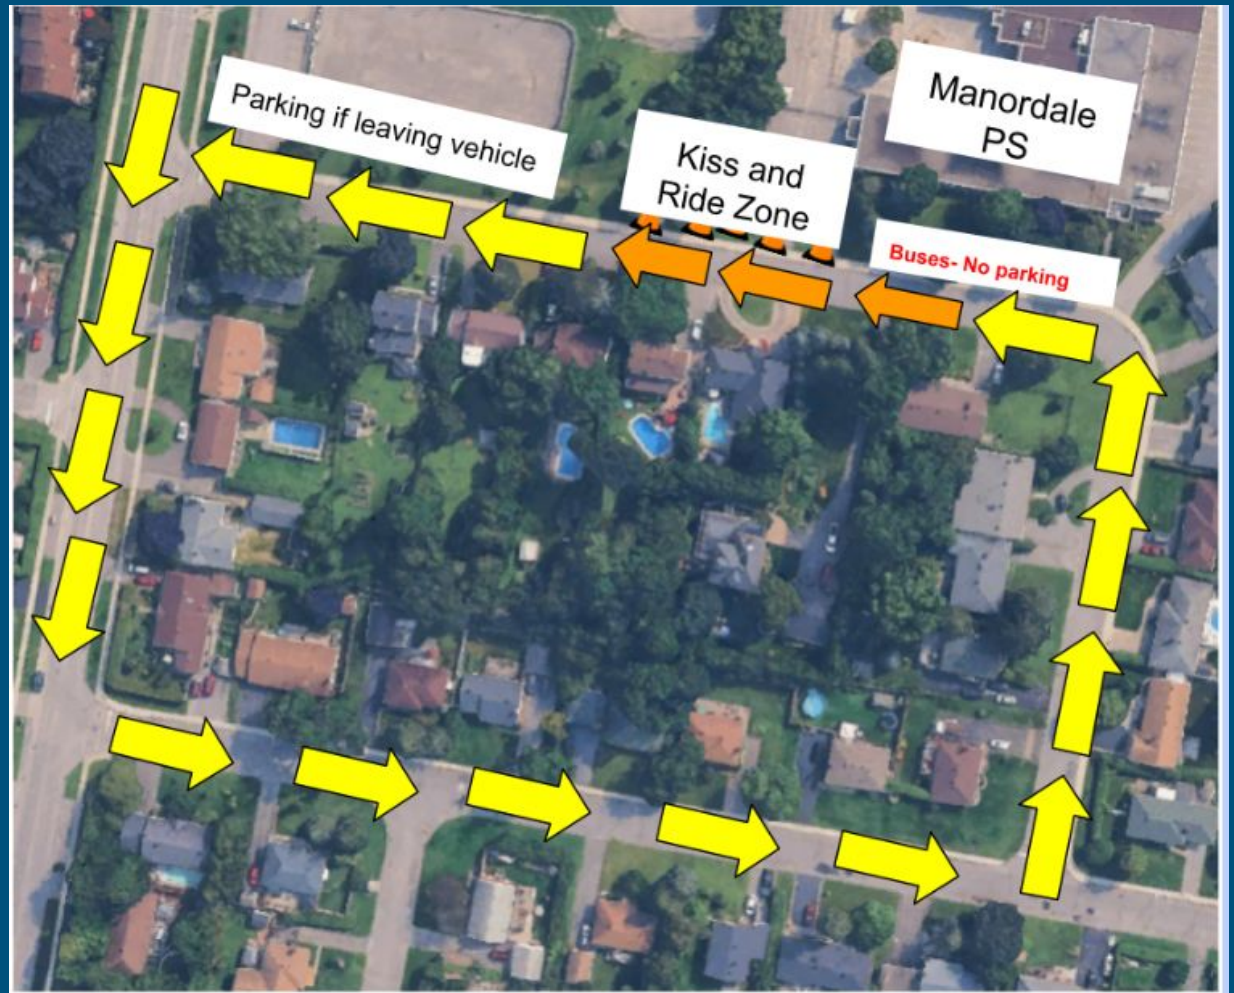 Manordale
PS
Parking if leaving vehicle
Kiss and
Ride Zone
Buses- No parking